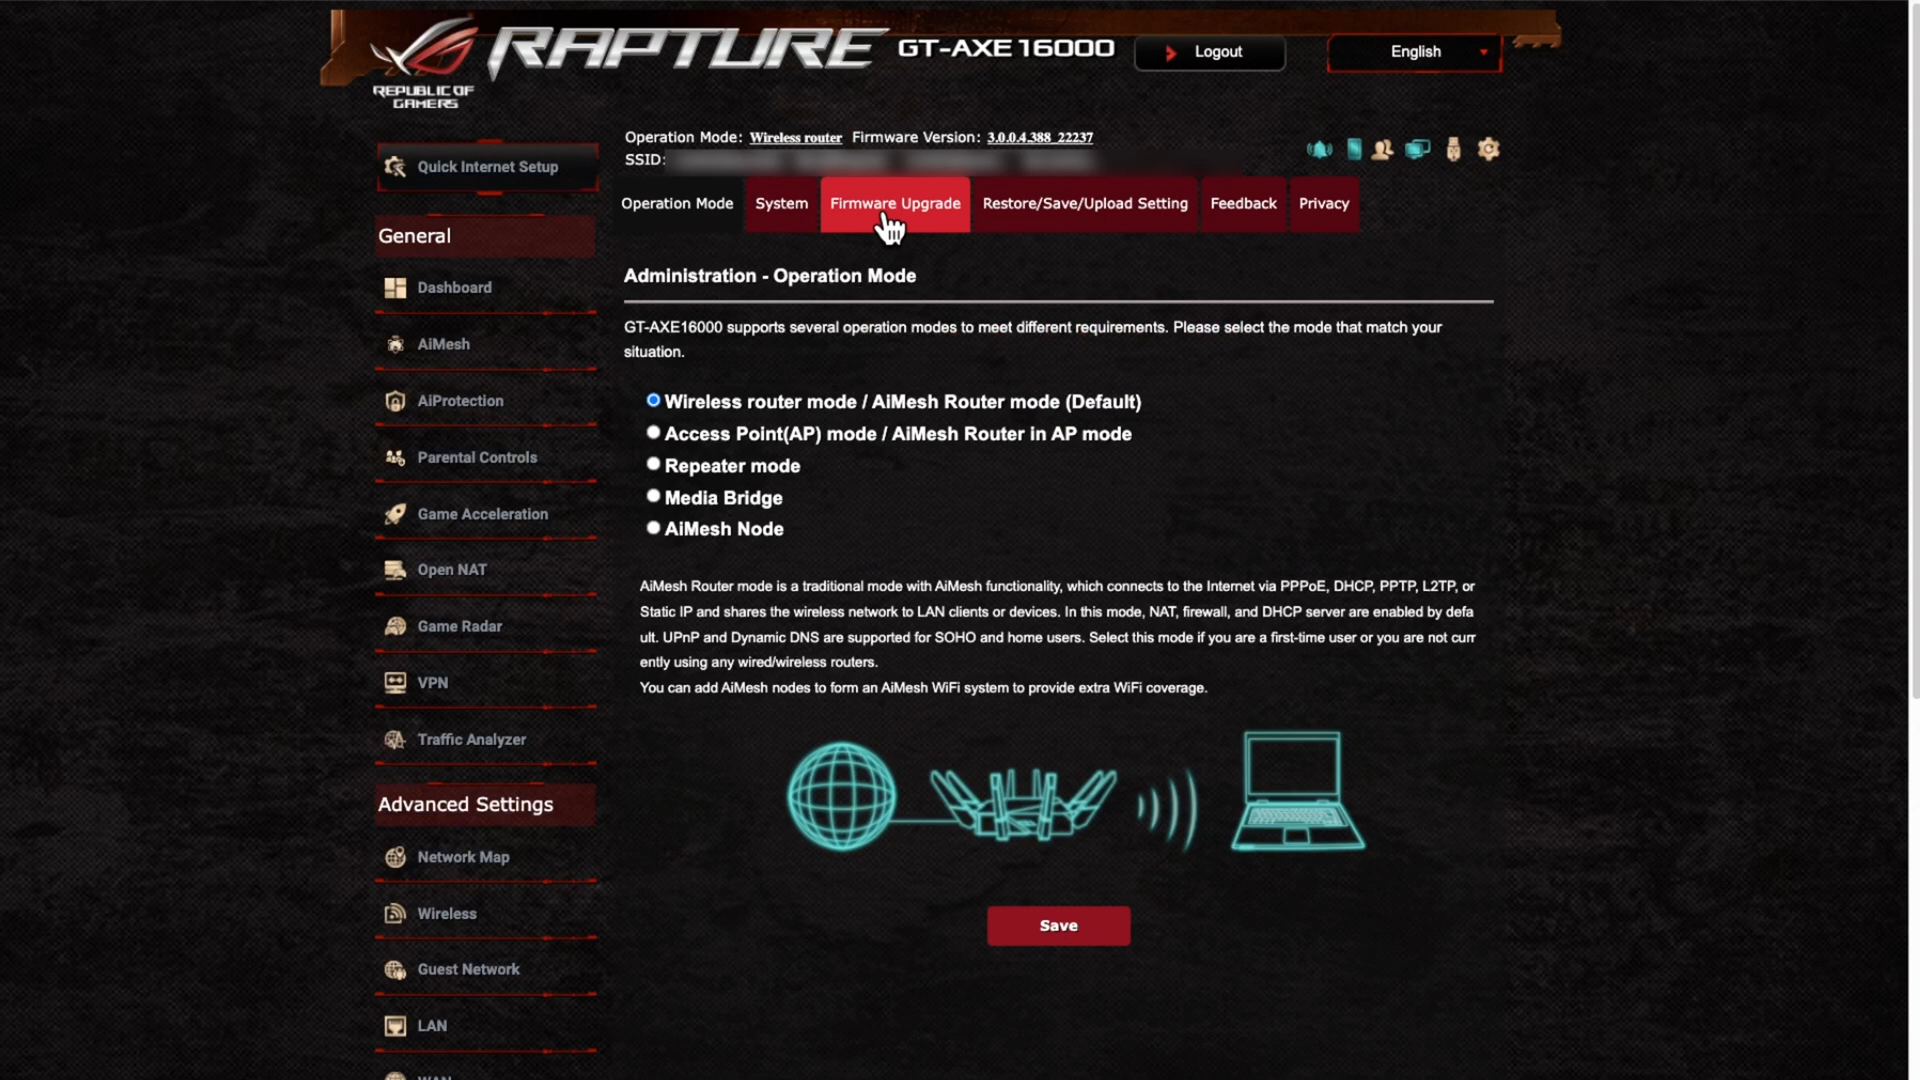 RAPTURE GT-AXE16000 Logout English
REPUBLIC OF
GAMERS
Operation Mode: Wireless router Firmware Version: 3.0.0.4.388_22237
SSID:
Quick Internet Setup
Operation Mode System Firmware Upgrade Restore/Save/Upload Setting Feedback Privacy
General
Dashboard
AiMesh
AiProtection
Parental Controls
Game Acceleration
Open NAT
Game Radar
VPN
Traffic Analyzer
Advanced Settings
Network Map
Wireless
Guest Network
LAN
WAN
Administration - Operation Mode
GT-AXE16000 supports several operation modes to meet different requirements. Please select the mode that match your
situation.
Wireless router mode / AiMesh Router mode (Default)
Access Point(AP) mode / AiMesh Router in AP mode
Repeater mode
Media Bridge
AiMesh Node
AiMesh Router mode is a traditional mode with AiMesh functionality, which connects to the Internet via PPPoE, DHCP, PPTP, L2TP, or
Static IP and shares the wireless network to LAN clients or devices. In this mode, NAT, firewall, and DHCP server are enabled by defa
ult. UPnP and Dynamic DNS are supported for SOHO and home users. Select this mode if you are a first-time user or you are not curr
ently using any wired/wireless routers.
You can add AiMesh nodes to form an AiMesh WiFi system to provide extra WiFi coverage.
Save